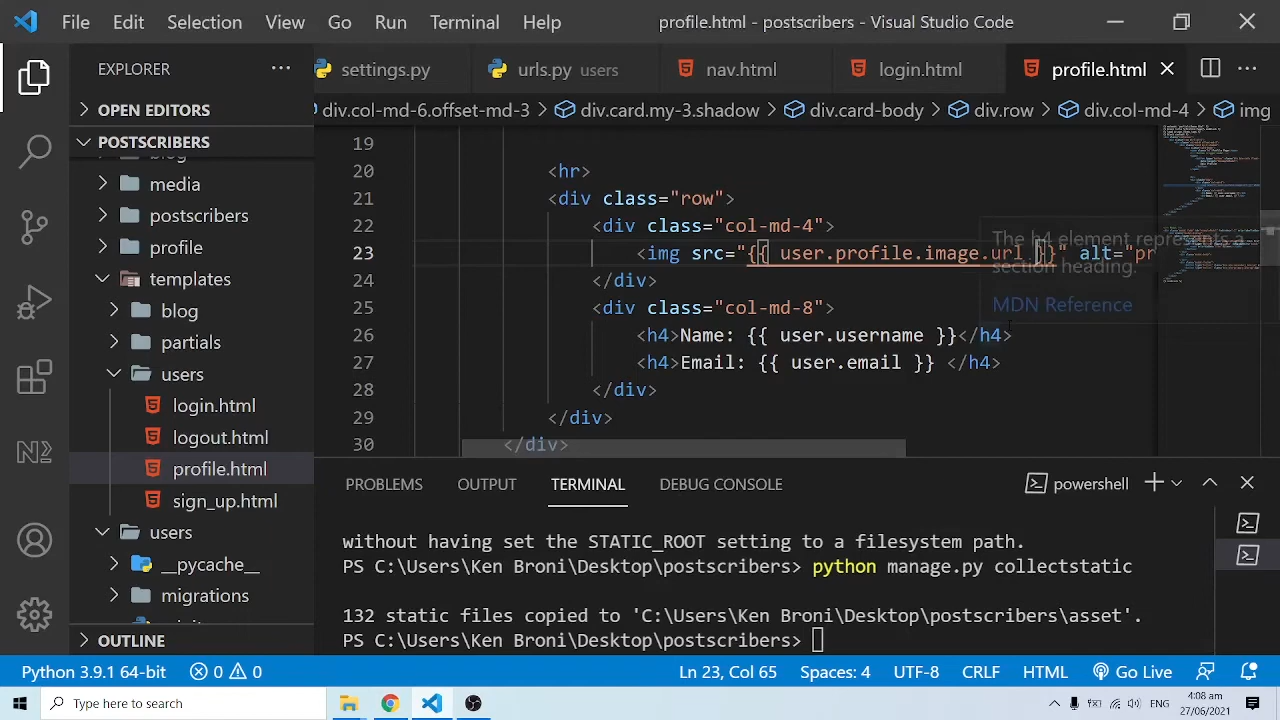 File Edit Selection View Go Run Terminal Help profile.html - postscribers - Visual Studio Code
EXPLORER
OPEN EDITORS
POSTSCRIBERS
media
postscribers
profile
templates
blog
partials
users
login.html
logout.html
profile.html
sign_up.html
users
__pycache__
migrations
OUTLINE
settings.py urls.py users nav.html login.html profile.html
div.col-md-6.offset-md-3 > div.card.my-3.shadow > div.card-body > div.row > div.col-md-4 > img
19
20 <hr>
21 <div class="row">
22 <div class="col-md-4">
23 <img src="{{ user.profile.image.url }}" alt="pr
24 </div>
25 <div class="col-md-8">
26 <h4>Name: {{ user.username }}</h4>
27 <h4>Email: {{ user.email }} </h4>
28 </div>
29 </div>
30 </div>
The h4 element represents a
section heading.
MDN Reference
PROBLEMS OUTPUT TERMINAL DEBUG CONSOLE powershell
without having set the STATIC_ROOT setting to a filesystem path.
PS C:\Users\Ken Broni\Desktop\postscribers> python manage.py collectstatic
132 static files copied to 'C:\Users\Ken Broni\Desktop\postscribers\asset'.
PS C:\Users\Ken Broni\Desktop\postscribers>
Python 3.9.1 64-bit 0 0 Ln 23, Col 65 Spaces: 4 UTF-8 CRLF HTML Go Live
Type here to search ENG 4:08 am
27/06/2021